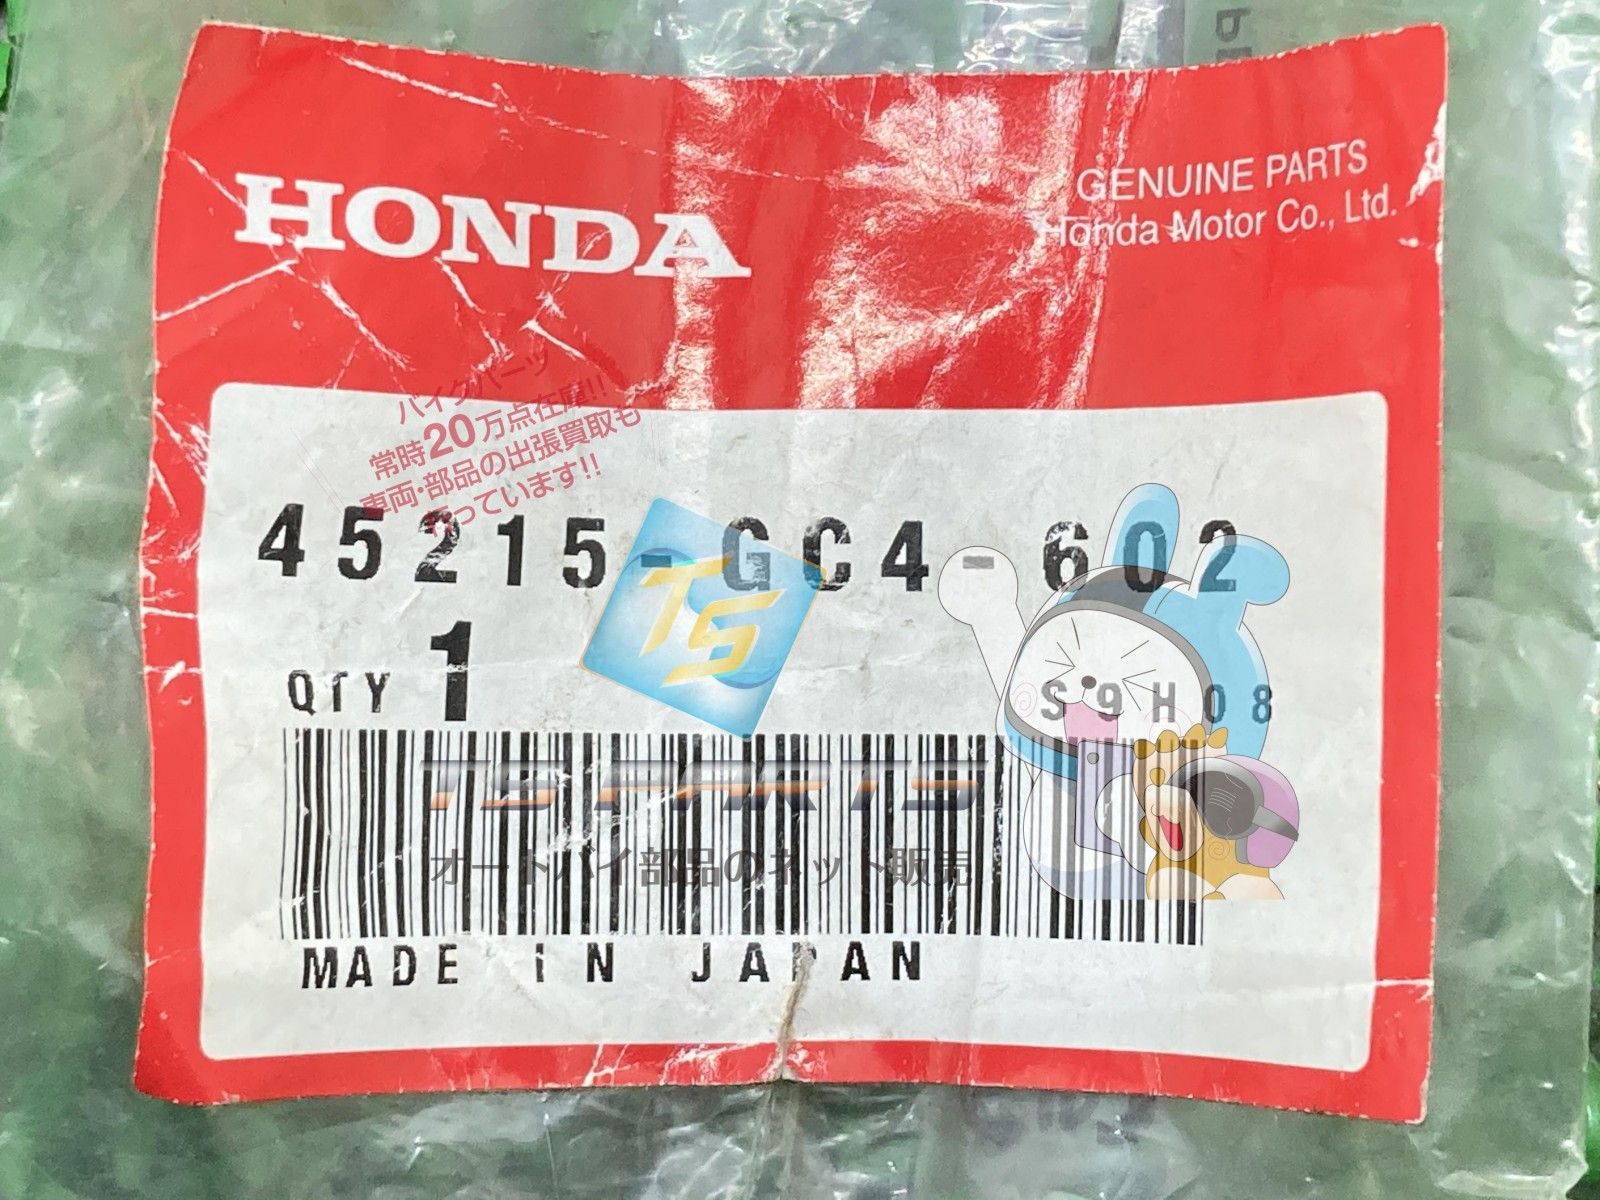 HONDA
GENUINE PARTS
Honda Motor Co., Ltd.
バイクパーツ
常時20万点在庫!!
車両・部品の出張買取も
行っています!!
45215-GC4-602
TS
QTY 1
S9H08
TS PARTS
オートバイ部品のネット販売
MADE IN JAPAN